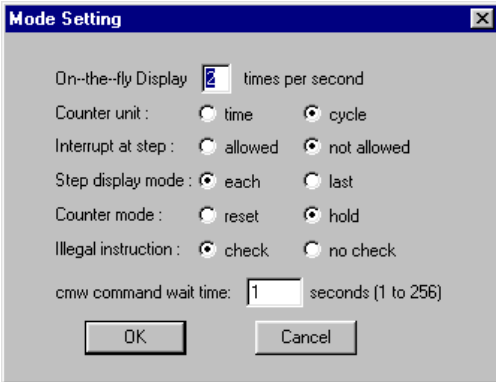 Mode Setting
On--the--fly Display 2 times per second
Counter unit : time cycle
Interrupt at step : allowed not allowed
Step display mode : each last
Counter mode : reset hold
Illegal instruction : check no check
cmw command wait time: 1 seconds (1 to 256)
OK Cancel